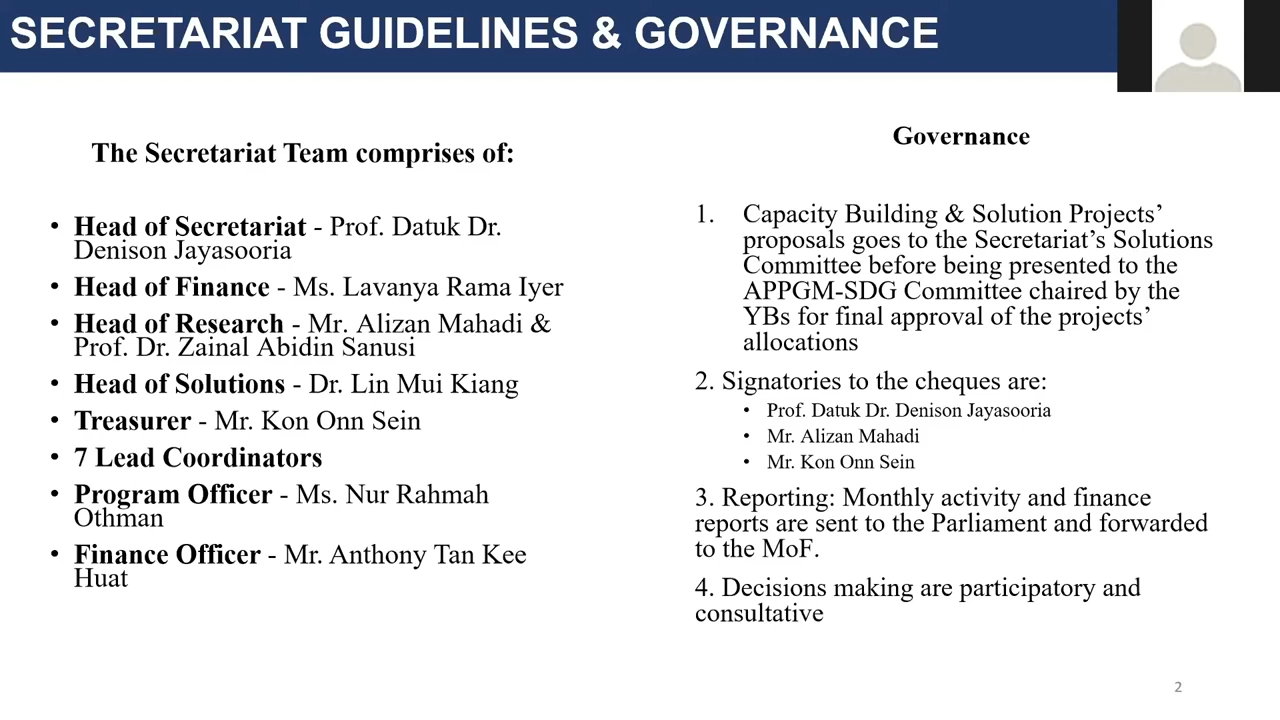 SECRETARIAT GUIDELINES & GOVERNANCE
The Secretariat Team comprises of:
• Head of Secretariat - Prof. Datuk Dr.
Denison Jayasooria
• Head of Finance - Ms. Lavanya Rama Iyer
• Head of Research - Mr. Alizan Mahadi &
Prof. Dr. Zainal Abidin Sanusi
• Head of Solutions - Dr. Lin Mui Kiang
• Treasurer - Mr. Kon Onn Sein
• 7 Lead Coordinators
• Program Officer - Ms. Nur Rahmah
Othman
• Finance Officer - Mr. Anthony Tan Kee
Huat
Governance
1. Capacity Building & Solution Projects’
proposals goes to the Secretariat’s Solutions
Committee before being presented to the
APPGM-SDG Committee chaired by the
YBs for final approval of the projects’
allocations
2. Signatories to the cheques are:
• Prof. Datuk Dr. Denison Jayasooria
• Mr. Alizan Mahadi
• Mr. Kon Onn Sein
3. Reporting: Monthly activity and finance
reports are sent to the Parliament and forwarded
to the MoF.
4. Decisions making are participatory and
consultative
2